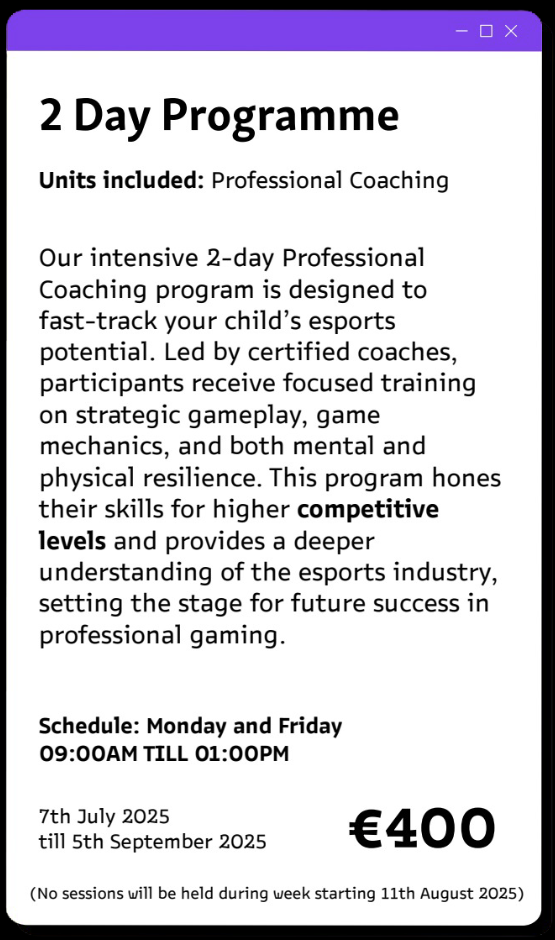 2 Day Programme
Units included: Professional Coaching
Our intensive 2-day Professional
Coaching program is designed to
fast-track your child’s esports
potential. Led by certified coaches,
participants receive focused training
on strategic gameplay, game
mechanics, and both mental and
physical resilience. This program hones
their skills for higher competitive
levels and provides a deeper
understanding of the esports industry,
setting the stage for future success in
professional gaming.
Schedule: Monday and Friday
09:00AM TILL 01:00PM
7th July 2025
till 5th September 2025
€400
(No sessions will be held during week starting 11th August 2025)